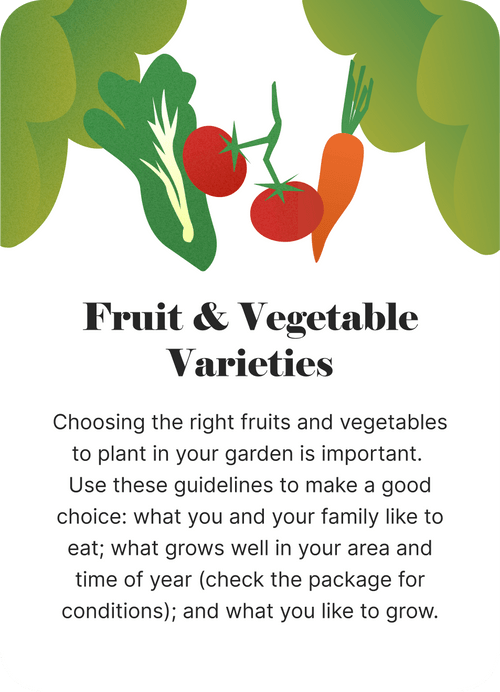 Fruit & Vegetable
Varieties
Choosing the right fruits and vegetables
to plant in your garden is important.
Use these guidelines to make a good
choice: what you and your family like to
eat; what grows well in your area and
time of year (check the package for
conditions); and what you like to grow.